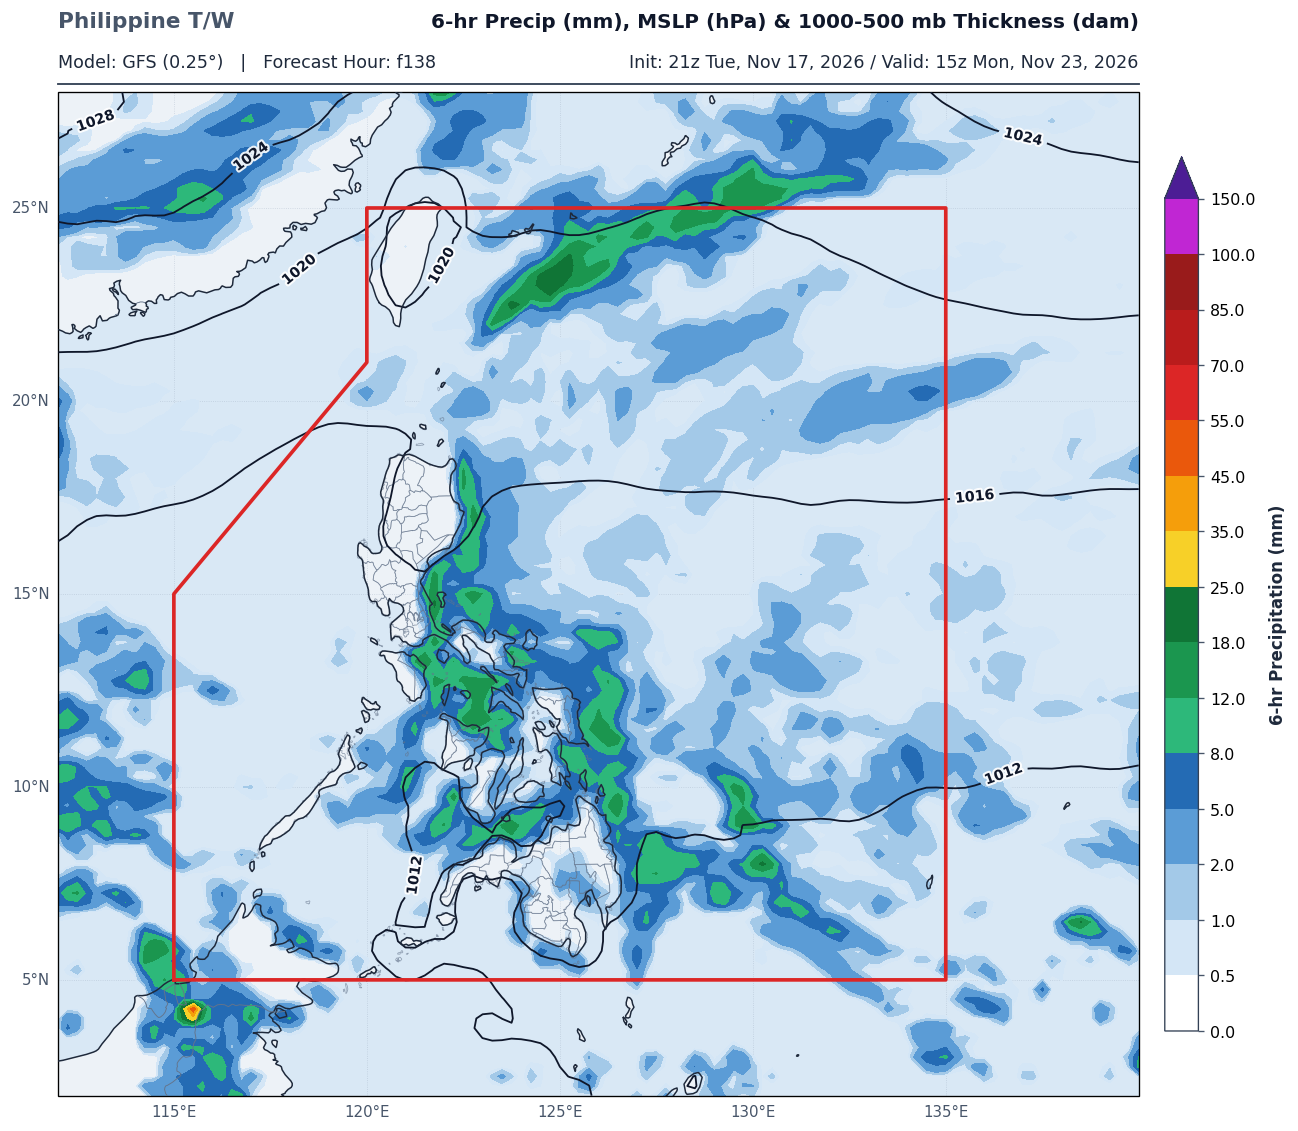 Philippine T/W
6-hr Precip (mm), MSLP (hPa) & 1000-500 mb Thickness (dam)
Model: GFS (0.25°) | Forecast Hour: f138
Init: 21z Tue, Nov 17, 2026 / Valid: 15z Mon, Nov 23, 2026
1028
1024
1024
1020
1020
1016
1012
1012
25°N
20°N
15°N
10°N
5°N
115°E
120°E
125°E
130°E
135°E
150.0
100.0
85.0
70.0
55.0
45.0
35.0
25.0
18.0
12.0
8.0
5.0
2.0
1.0
0.5
0.0
6-hr Precipitation (mm)